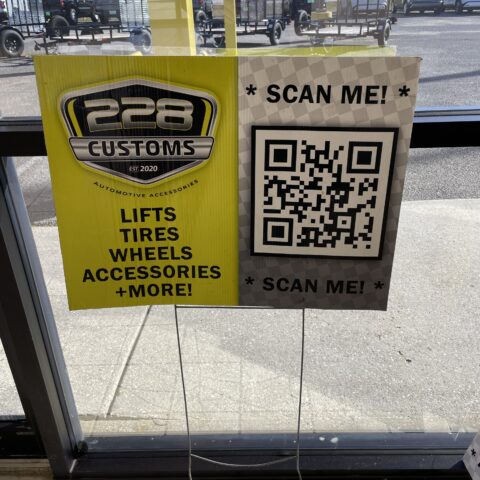 228
CUSTOMS
EST. 2020
AUTOMOTIVE ACCESSORIES
LIFTS
TIRES
WHEELS
ACCESSORIES
+MORE!
* SCAN ME! *
* SCAN ME! *